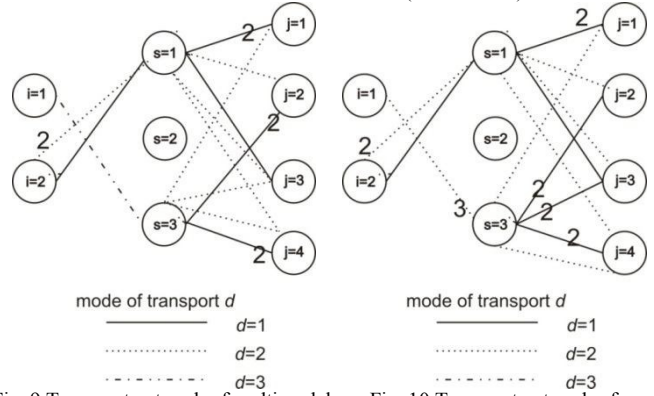 j=1
2
s=1
i=1
j=2
2
s=2
2
i=2
j=3
s=3
j=4
2
mode of transport d
d=1
d=2
d=3
2
j=1
s=1
i=1
j=2
2
s=2
i=2
2
j=3
3
2
s=3
2
j=4
mode of transport d
d=1
d=2
d=3